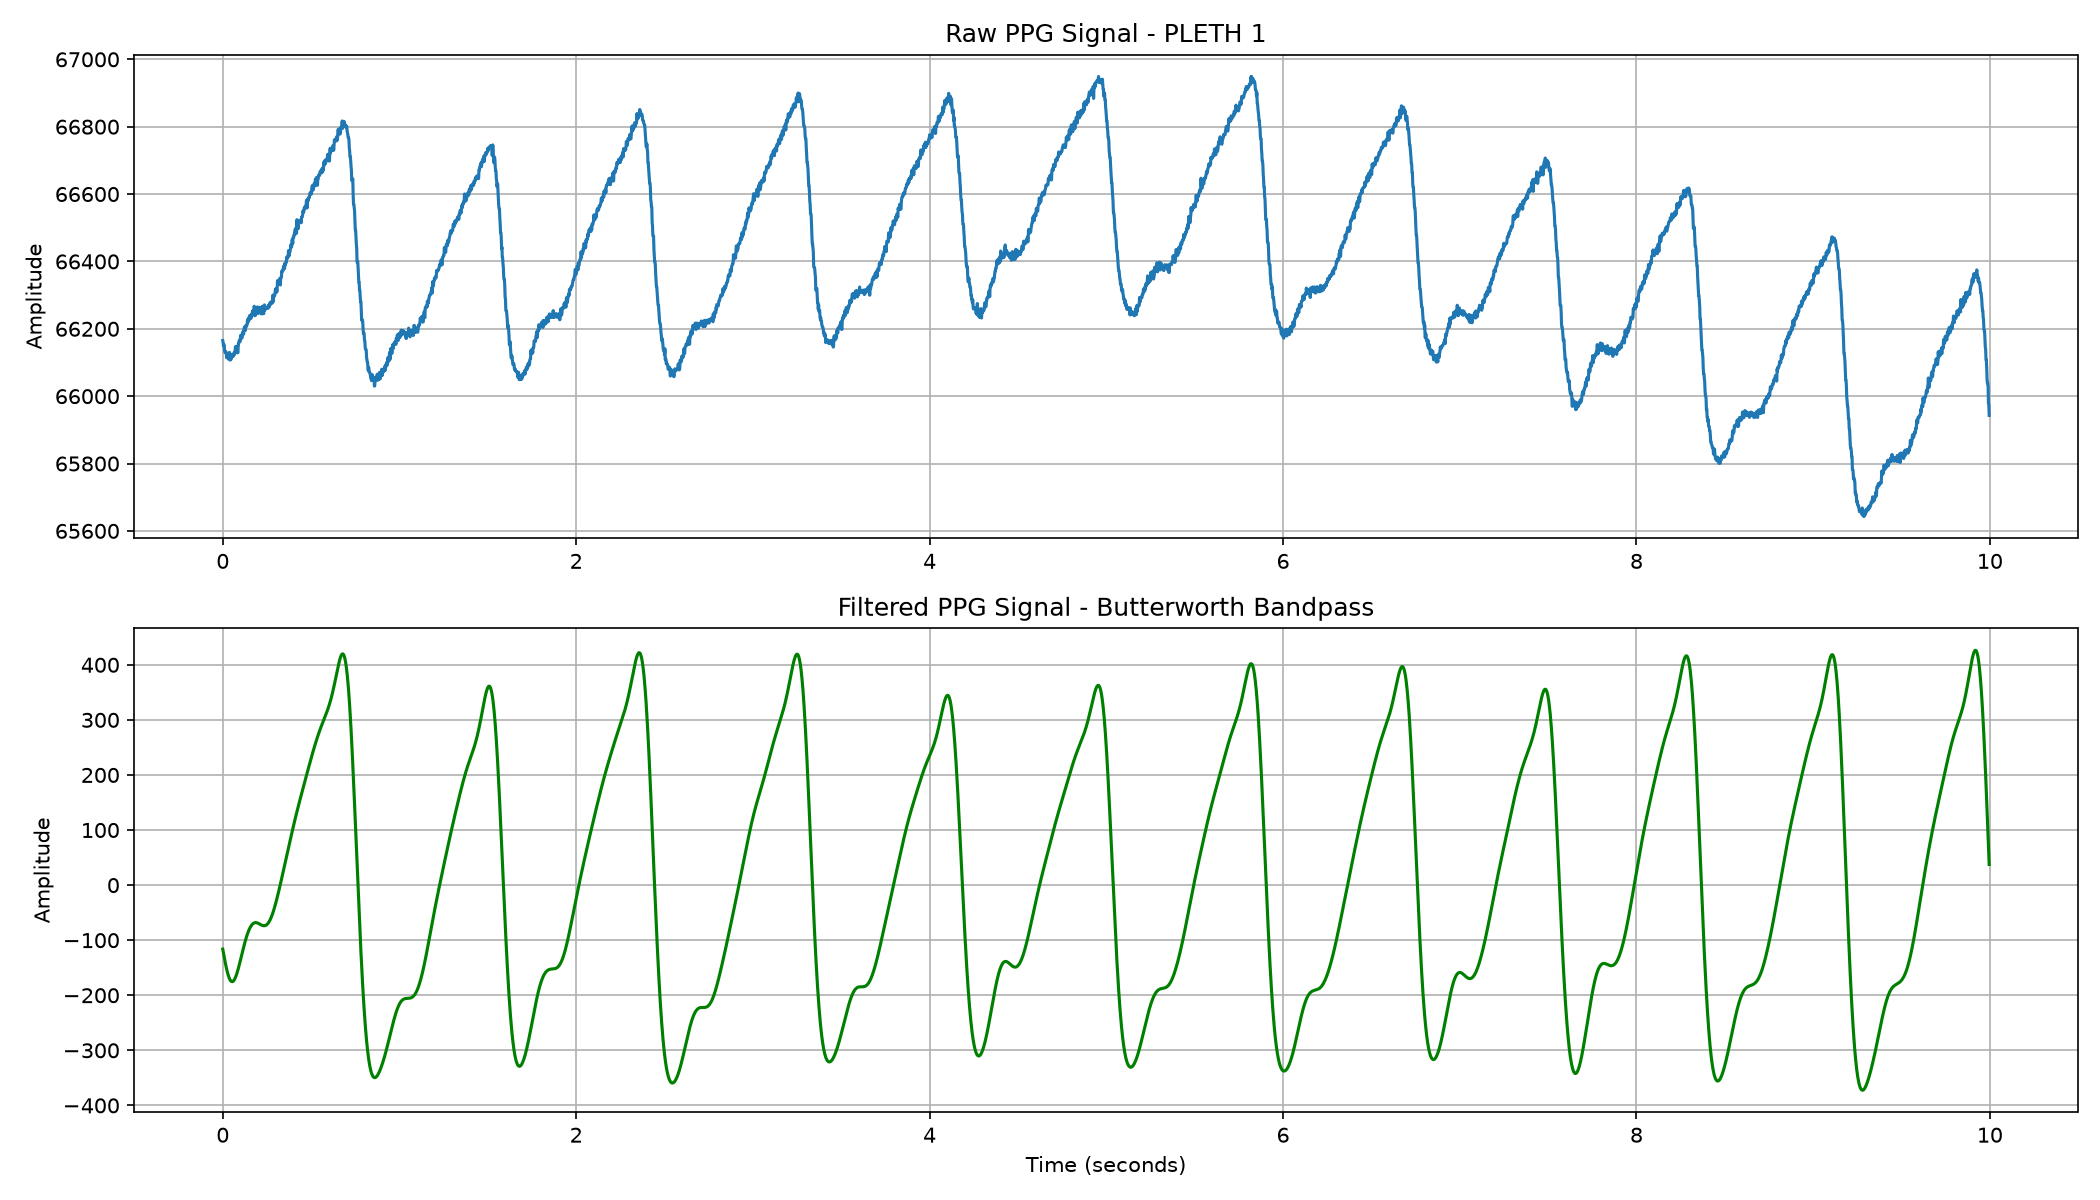 Raw PPG Signal - PLETH 1
67000
66800
66600
66400
66200
66000
65800
65600
Amplitude
0 2 4 6 8 10
Filtered PPG Signal - Butterworth Bandpass
400
300
200
100
0
−100
−200
−300
−400
Amplitude
0 2 4 6 8 10
Time (seconds)